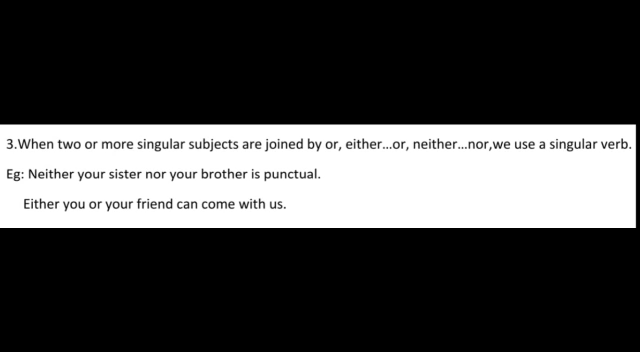 3.When two or more singular subjects are joined by or, either...or, neither...nor,we use a singular verb.
Eg: Neither your sister nor your brother is punctual.
Either you or your friend can come with us.